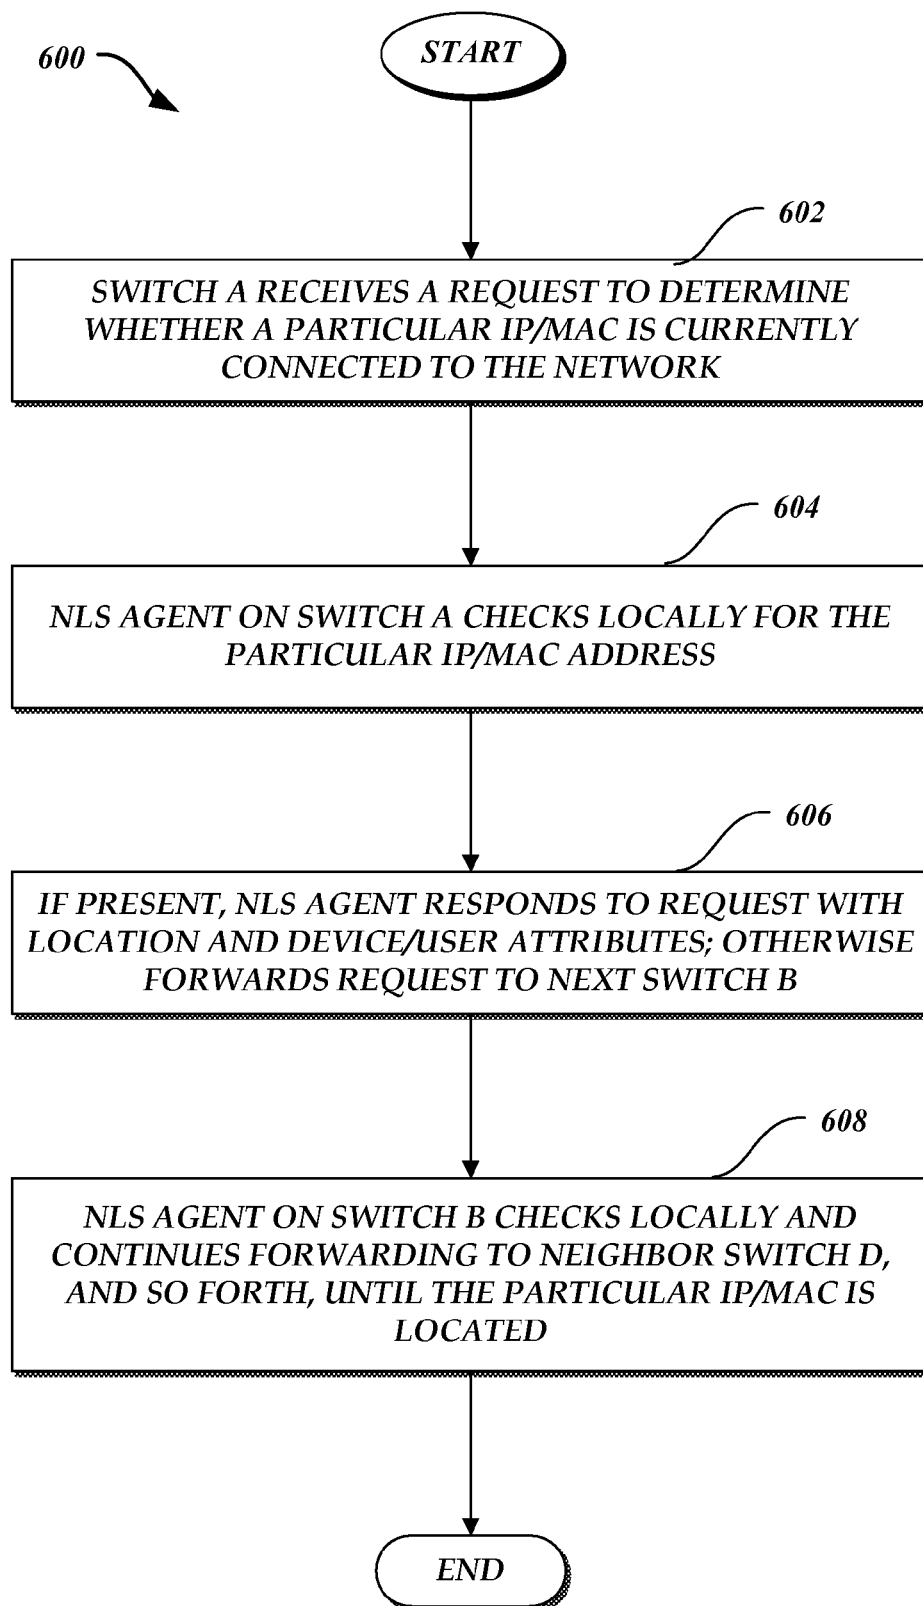 START
600
602
SWITCH A RECEIVES A REQUEST TO DETERMINE
WHETHER A PARTICULAR IP/MAC IS CURRENTLY
CONNECTED TO THE NETWORK
604
NLS AGENT ON SWITCH A CHECKS LOCALLY FOR THE
PARTICULAR IP/MAC ADDRESS
606
IF PRESENT, NLS AGENT RESPONDS TO REQUEST WITH
LOCATION AND DEVICE/USER ATTRIBUTES; OTHERWISE
FORWARDS REQUEST TO NEXT SWITCH B
608
NLS AGENT ON SWITCH B CHECKS LOCALLY AND
CONTINUES FORWARDING TO NEIGHBOR SWITCH D,
AND SO FORTH, UNTIL THE PARTICULAR IP/MAC IS
LOCATED
END